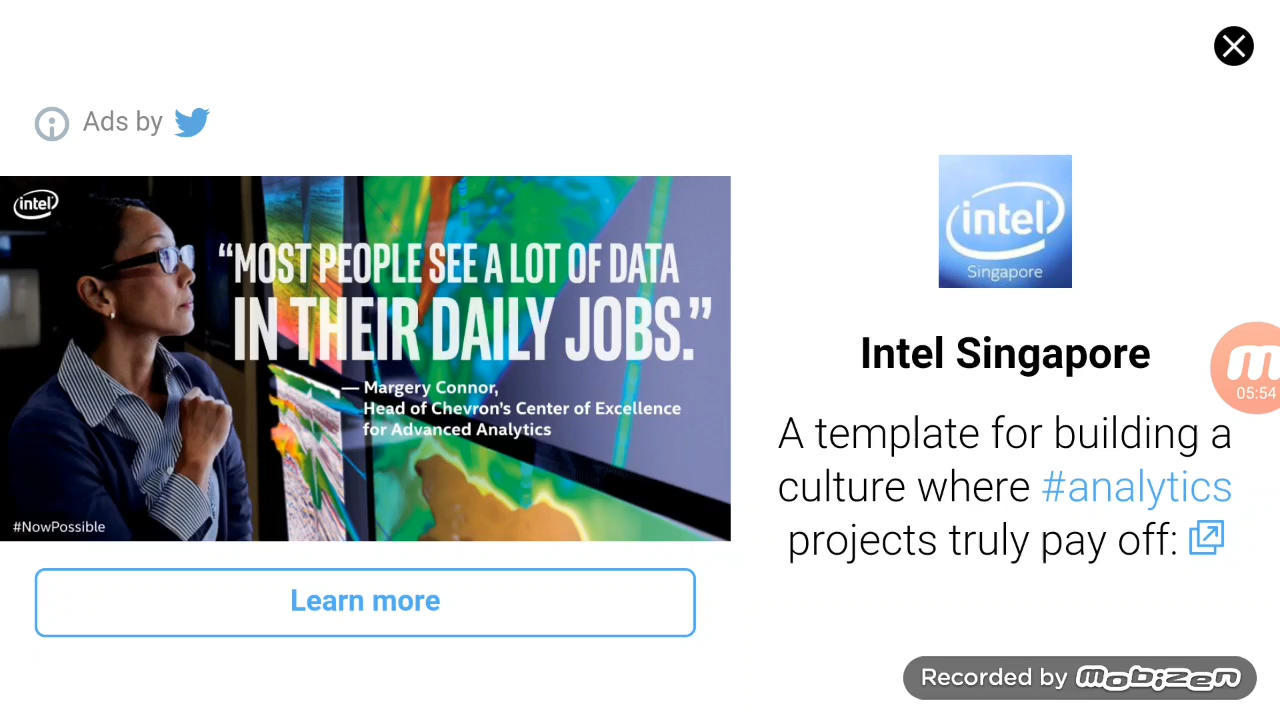 Ads by
intel
"MOST PEOPLE SEE A LOT OF DATA
IN THEIR DAILY JOBS."
— Margery Connor,
Head of Chevron's Center of Excellence
for Advanced Analytics
#NowPossible
Learn more
intel
Singapore
Intel Singapore
A template for building a
culture where #analytics
projects truly pay off:
05:54
Recorded by mobizen